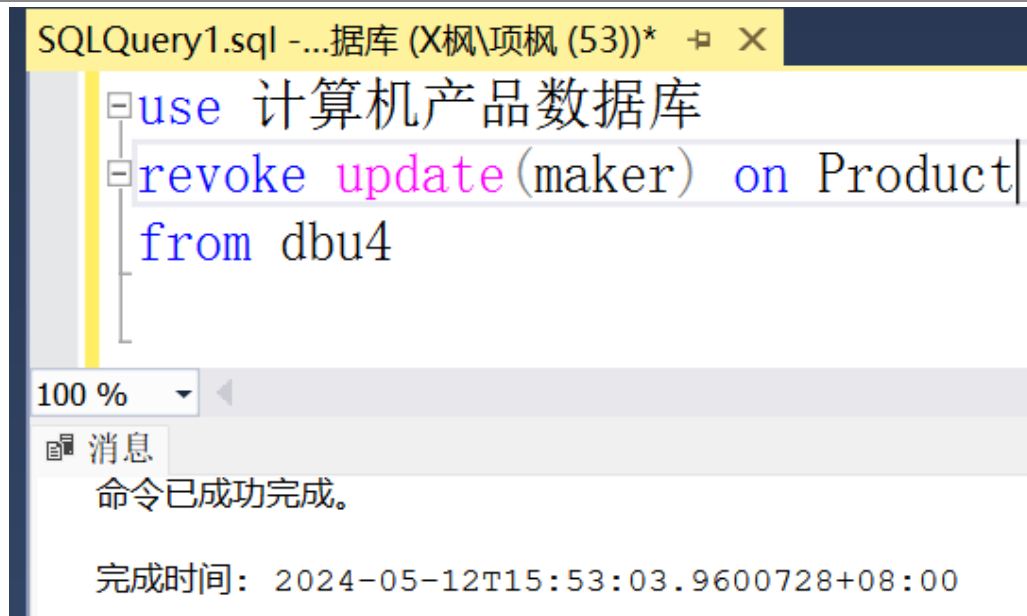 SQLQuery1.sql -...据库 (X枫\项枫 (53))*
use 计算机产品数据库
revoke update(maker) on Product
from dbu4
100 %
消息
命令已成功完成。
完成时间: 2024-05-12T15:53:03.9600728+08:00